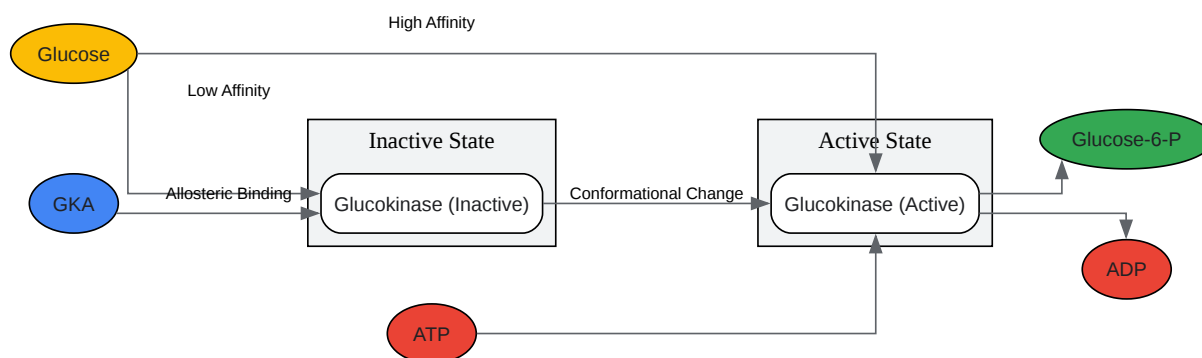 High Affinity
Glucose
Low Affinity
Inactive State
Active State
Glucose-6-P
GKA
Allosteric Binding
Glucokinase (Inactive)
Conformational Change
Glucokinase (Active)
ADP
ATP